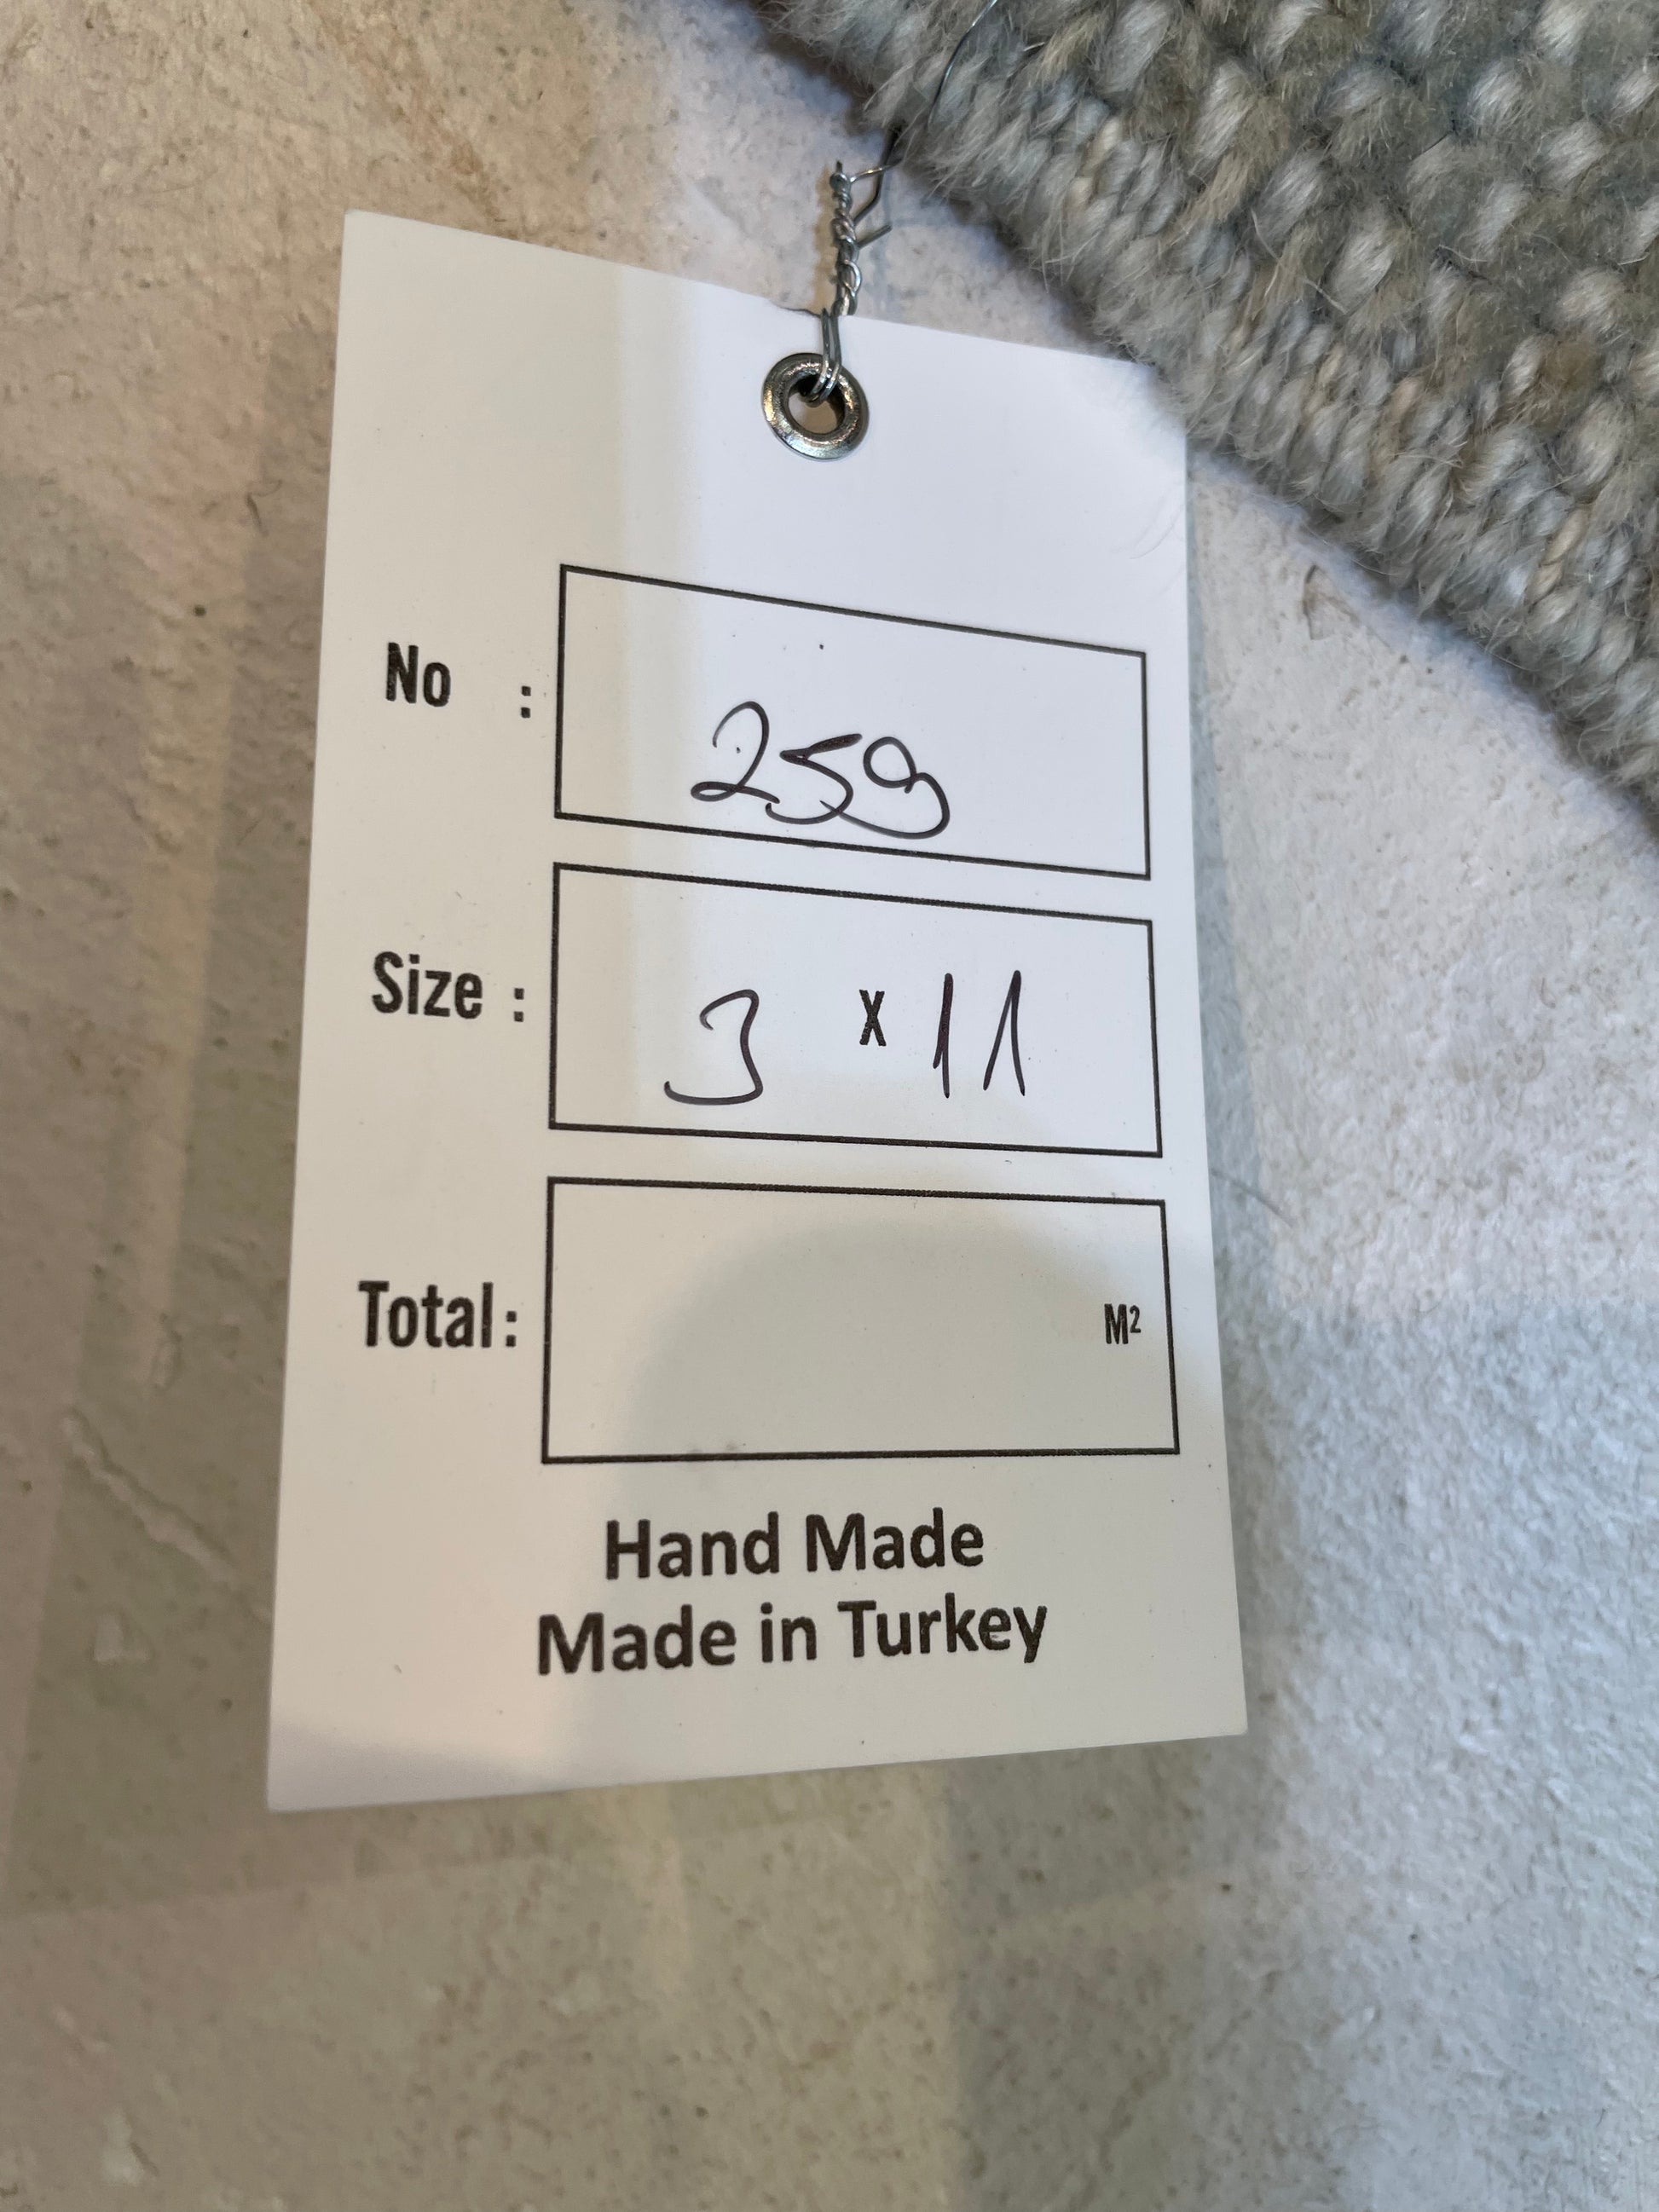 No : 259
Size : 3 x 11
Total : M²
Hand Made
Made in Turkey